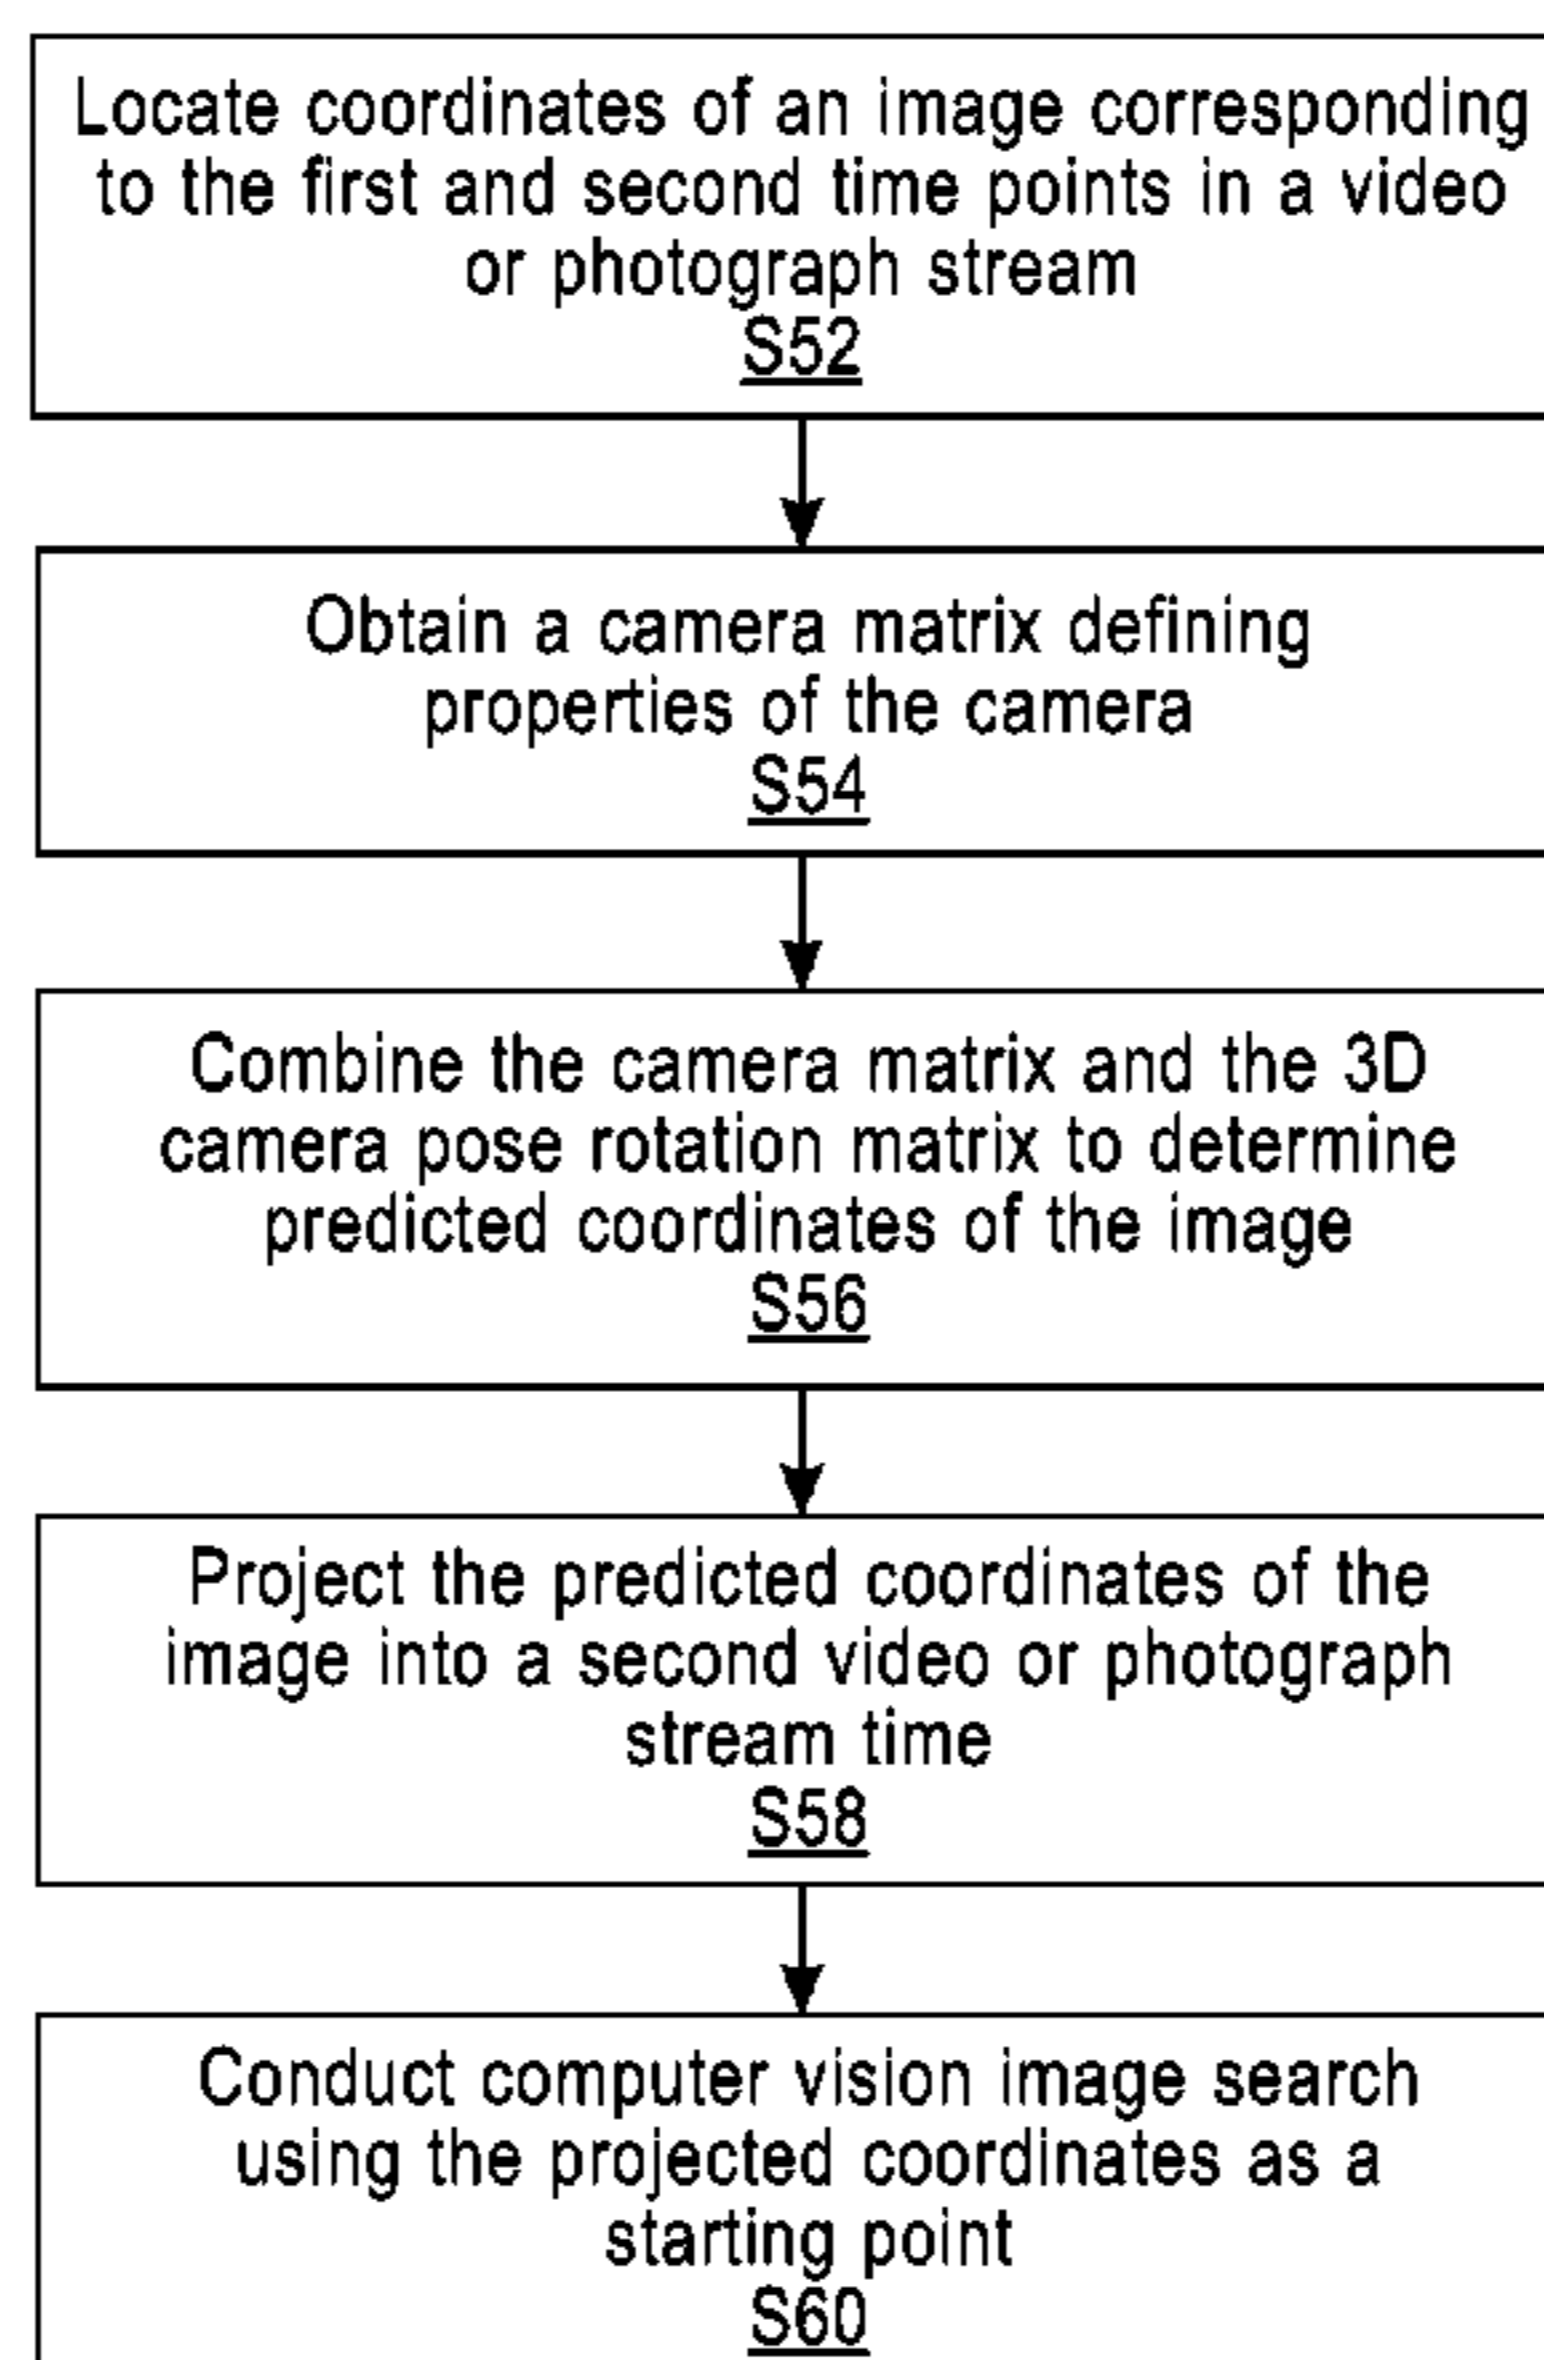 Locate coordinates of an image corresponding
to the first and second time points in a video
or photograph stream
S52
Obtain a camera matrix defining
properties of the camera
S54
Combine the camera matrix and the 3D
camera pose rotation matrix to determine
predicted coordinates of the image
S56
Project the predicted coordinates of the
image into a second video or photograph
stream time
S58
Conduct computer vision image search
using the projected coordinates as a
starting point
S60